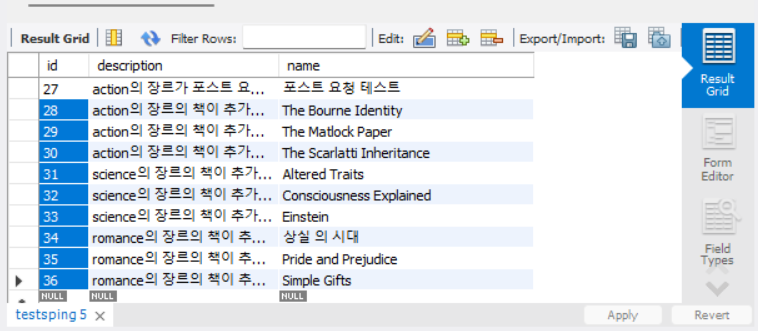 Result Grid Filter Rows: Edit: Export/Import:
id description name
27 action의 장르가 포스트 요... 포스트 요청 테스트
28 action의 장르의 책이 추가... The Bourne Identity
29 action의 장르의 책이 추가... The Matlock Paper
30 action의 장르의 책이 추가... The Scarlatti Inheritance
31 science의 장르의 책이 추가... Altered Traits
32 science의 장르의 책이 추가... Consciousness Explained
33 science의 장르의 책이 추가... Einstein
34 romance의 장르의 책이 추... 상실 의 시대
35 romance의 장르의 책이 추... Pride and Prejudice
36 romance의 장르의 책이 추... Simple Gifts
NULL NULL NULL
Result
Grid
Form
Editor
Field
Types
testsping 5
Apply Revert